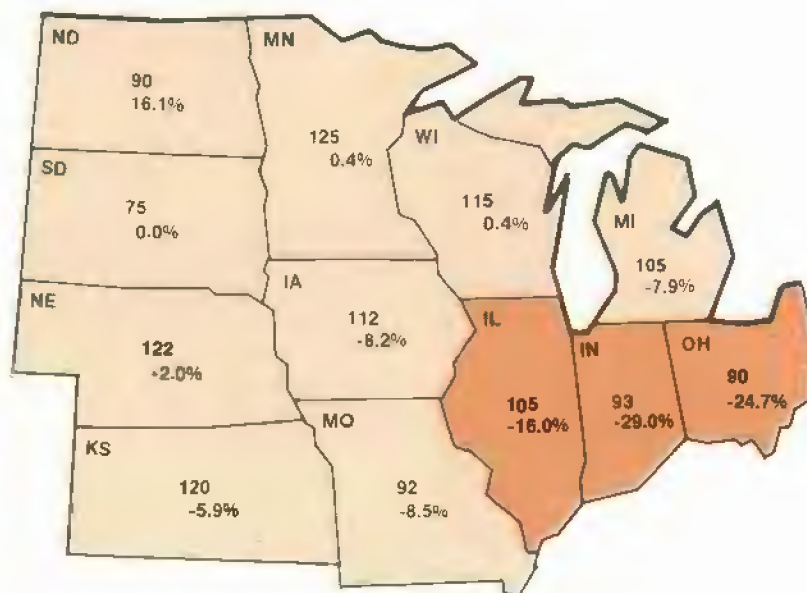 ND
90
16.1%
MN
125
0.4%
WI
115
0.4%
SD
75
0.0%
MI
105
-7.9%
NE
122
IA
112
-8.2%
IL
105
-16.0%
IN
93
-29.0%
OH
90
-24.7%
KS
120
-5.9%
MO
92
-8.5%